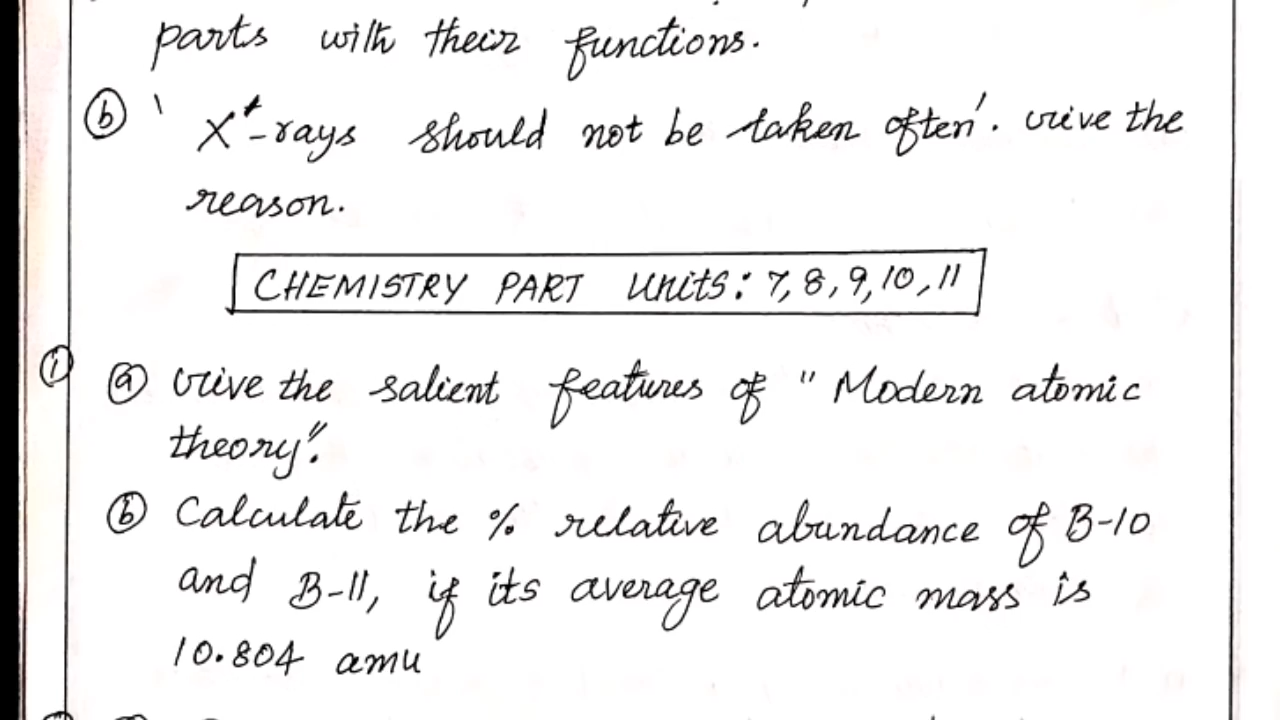 parts with their functions.
(b) ' X-rays should not be taken often'. Give the
reason.
CHEMISTRY PART Units: 7, 8, 9, 10, 11
(1) (a) Give the salient features of "Modern atomic
theory".
(b) Calculate the % relative abundance of B-10
and B-11, if its average atomic mass is
10.804 amu